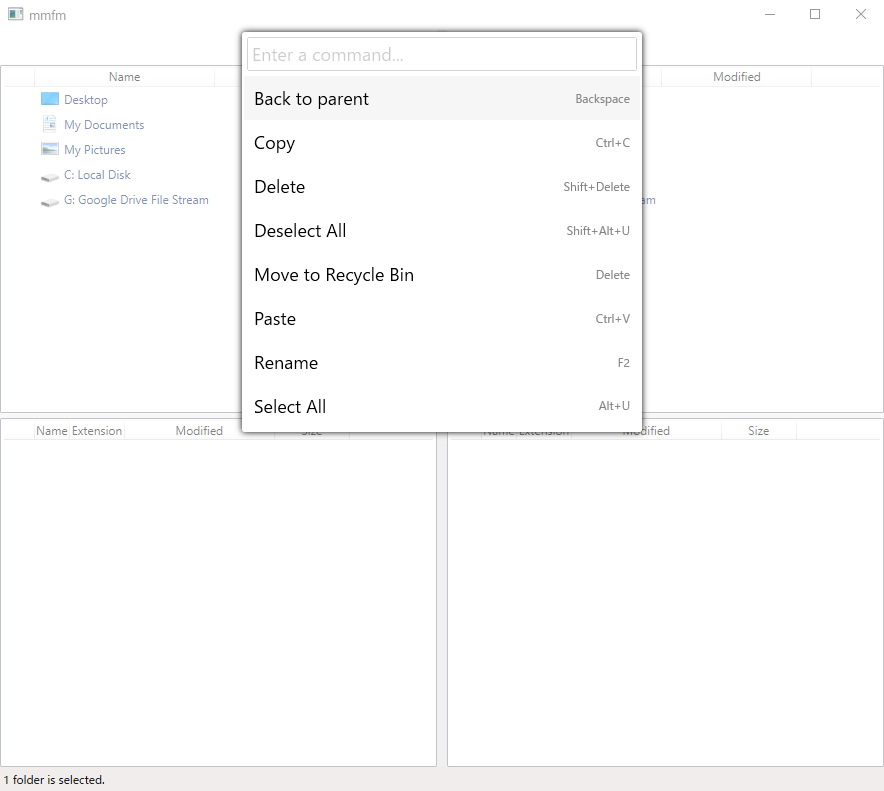 mmfm
Enter a command...
Name
Modified
Back to parent Backspace
Desktop
My Documents
Copy Ctrl+C
My Pictures
C: Local Disk
Delete Shift+Delete
G: Google Drive File Stream
am
Deselect All Shift+Alt+U
Move to Recycle Bin Delete
Paste Ctrl+V
Rename F2
Select All Alt+U
Name Extension Modified Size
Name Extension Modified Size
1 folder is selected.